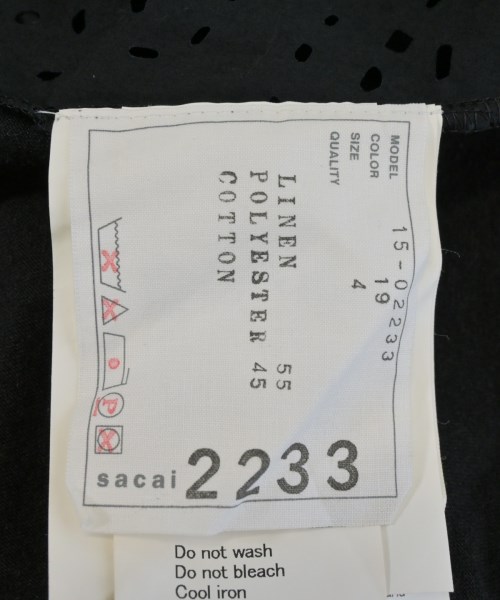 MODEL 15-02233
COLOR 19
SIZE 4
QUALITY
LINEN 55
POLYESTER 45
COTTON
P
sacai 2233
Do not wash
Do not bleach
Cool iron